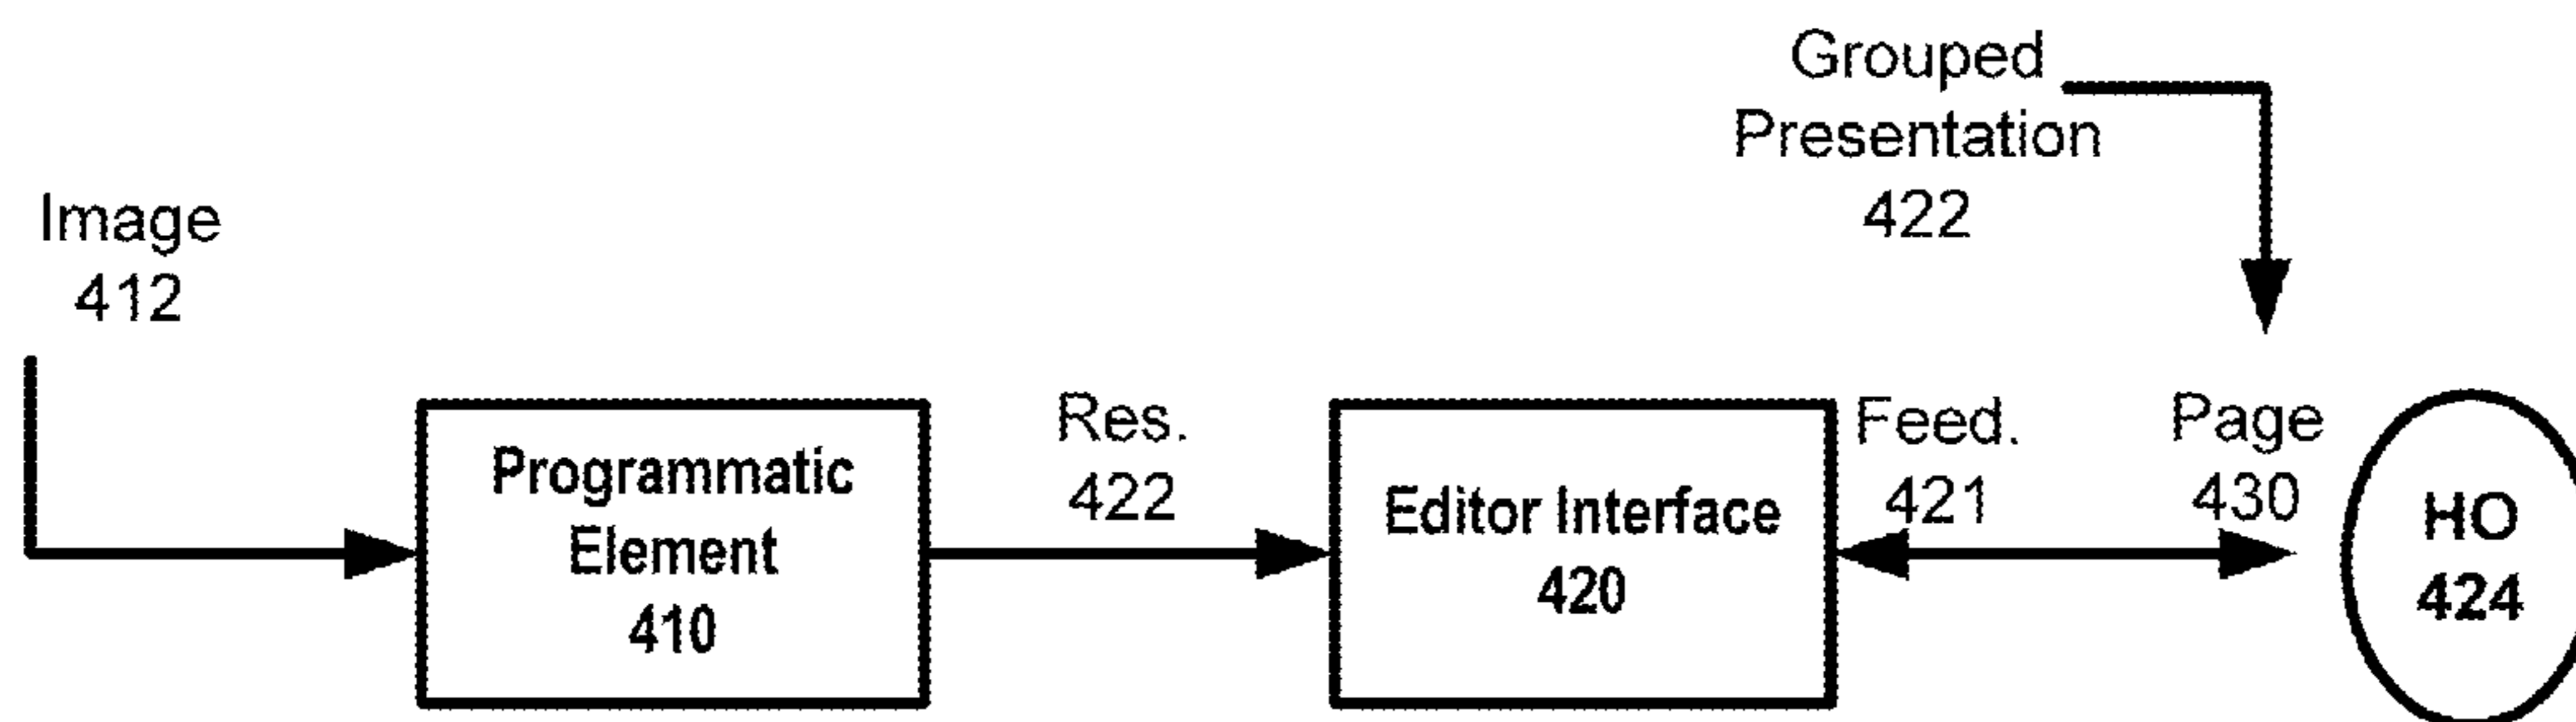 Grouped
Presentation
422
Image
412
Programmatic
Element
410
Res.
422
Editor Interface
420
Feed.
421
Page
430
HO
424